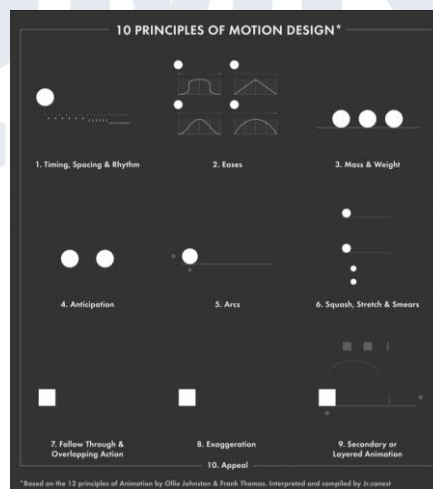 10 PRINCIPLES OF MOTION DESIGN*
1. Timing, Spacing & Rhythm
2. Eases
3. Mass & Weight
4. Anticipation
5. Arcs
6. Squash, Stretch & Smears
7. Follow Through &
Overlapping Action
8. Exaggeration
9. Secondary or
Layered Animation
10. Appeal
*Based on the 12 principles of Animation by Ollie Johnston & Frank Thomas. Interpreted and compiled by Jr.canest